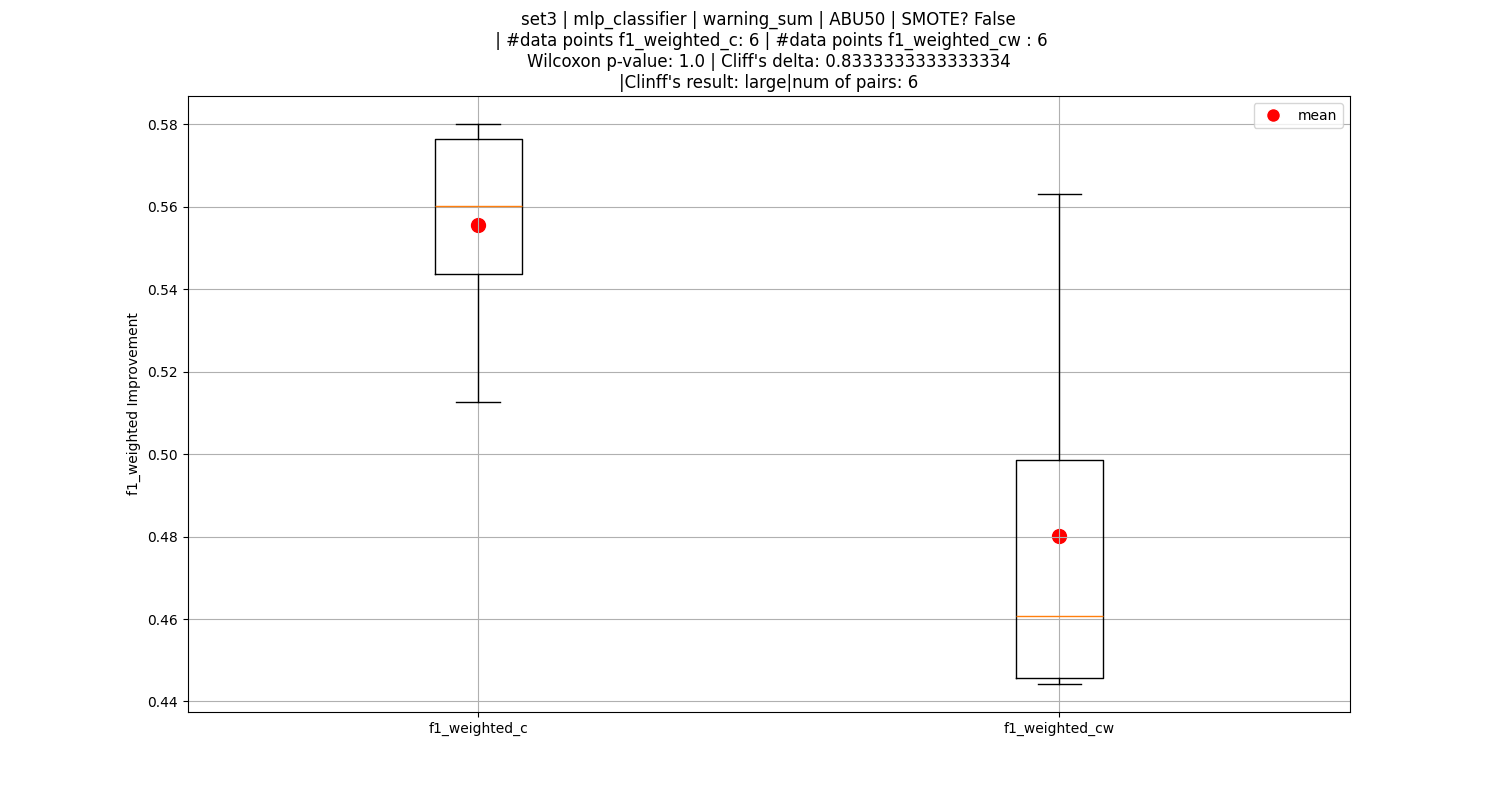 set3 | mlp_classifier | warning_sum | ABU50 | SMOTE? False
| #data points f1_weighted_c: 6 | #data points f1_weighted_cw : 6
Wilcoxon p-value: 1.0 | Cliff's delta: 0.8333333333333334
|Clinff's result: large|num of pairs: 6
mean
0.58
0.56
0.54
0.52
0.50
0.48
0.46
0.44
f1_weighted Improvement
f1_weighted_c
f1_weighted_cw